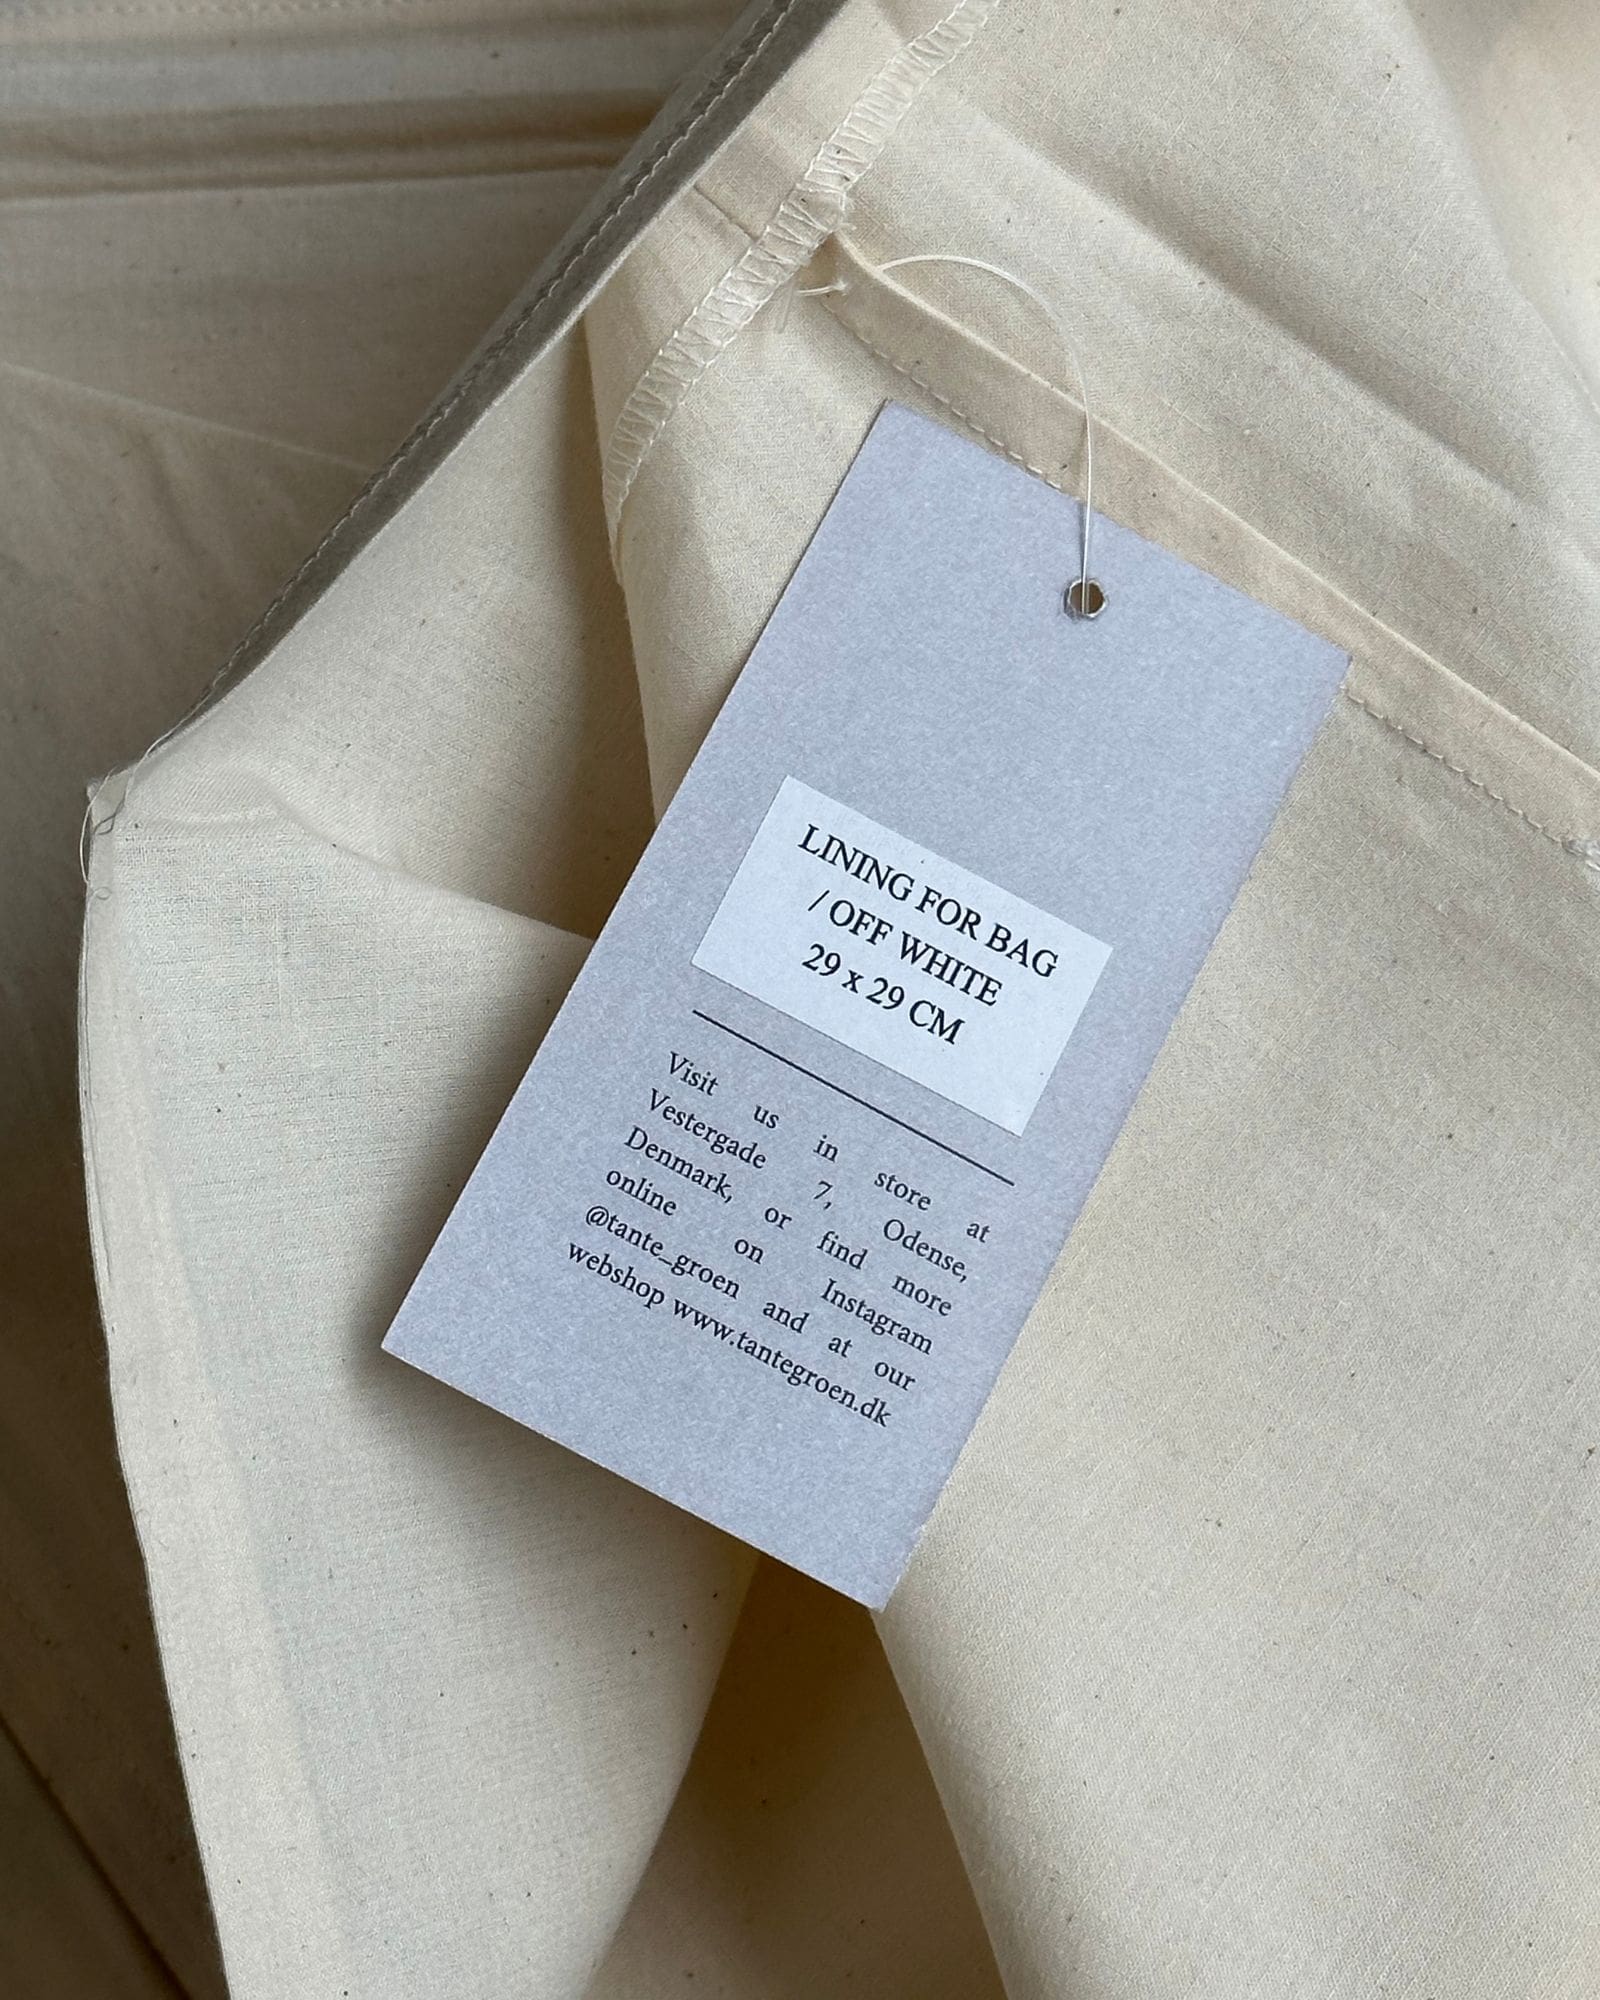 LINING FOR BAG
/ OFF WHITE
29 x 29 CM
Visit us in store at
Vestergade 7, Odense,
Denmark, or find more
online on Instagram
@tante_groen and at our
webshop www.tantegroen.dk